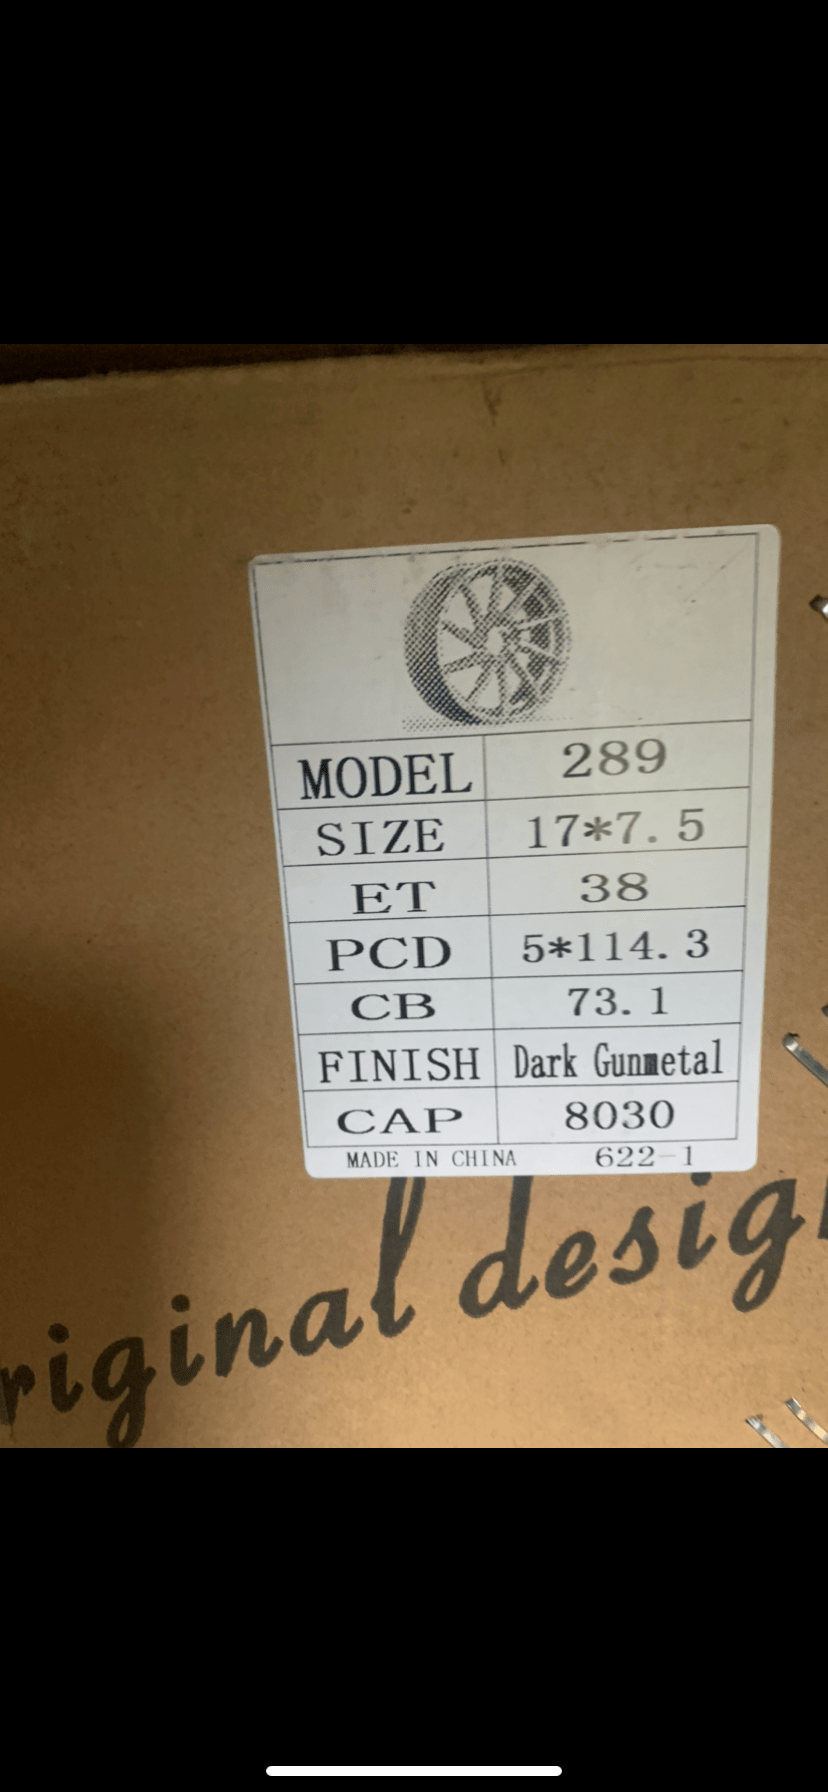 MODEL 289
SIZE 17*7.5
ET 38
PCD 5*114.3
CB 73.1
FINISH Dark Gunmetal
CAP 8030
MADE IN CHINA 622-1
riginal desig